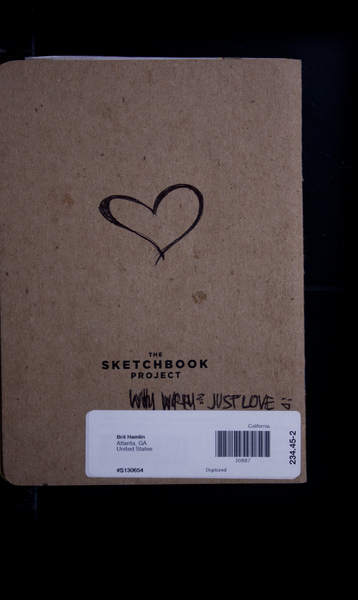 THE
SKETCHBOOK
PROJECT
WHY WORRY? JUST LOVE :)
California
Brit Hamlin
Atlanta, GA
United States
#S130654
Digitized
234.45-2